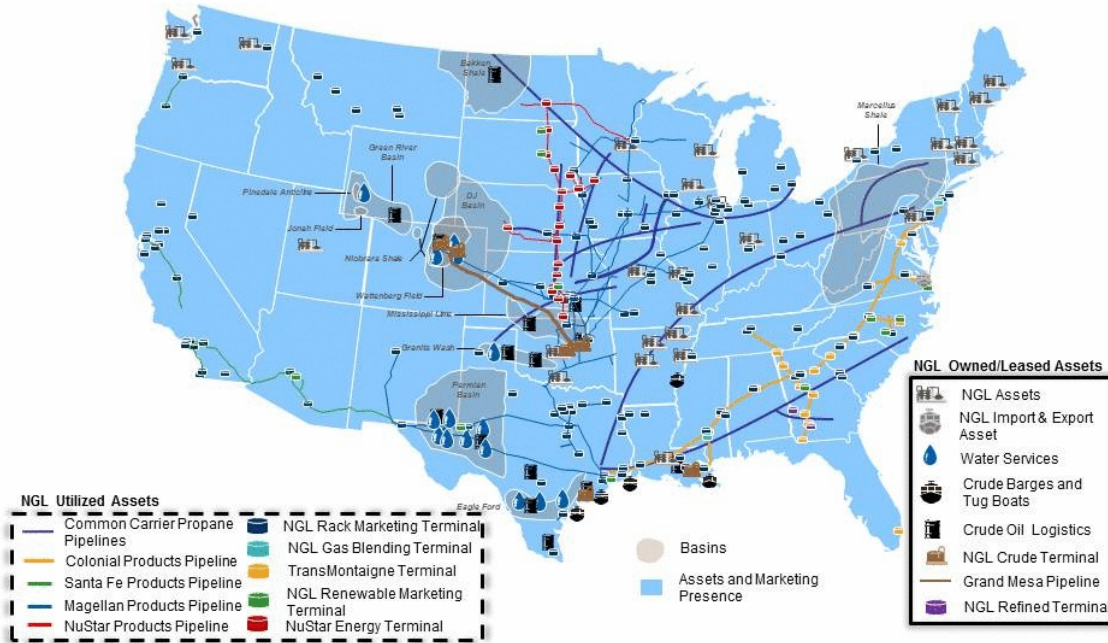 Bakken
Shale
Marcellus
Shale
Green River
Basin
Pinedale Anticline
DJ
Basin
Jonah Field
Niobrara Shale
Wattenberg Field
Mississippi Lime
Granite Wash
Permian
Basin
Eagle Ford
NGL Utilized Assets
Common Carrier Propane
Pipelines
Colonial Products Pipeline
Santa Fe Products Pipeline
Magellan Products Pipeline
NuStar Products Pipeline
NGL Rack Marketing Terminal
NGL Gas Blending Terminal
TransMontaigne Terminal
NGL Renewable Marketing
Terminal
NuStar Energy Terminal
Basins
Assets and Marketing
Presence
NGL Owned/Leased Assets
NGL Assets
NGL Import & Export
Asset
Water Services
Crude Barges and
Tug Boats
Crude Oil Logistics
NGL Crude Terminal
Grand Mesa Pipeline
NGL Refined Terminal